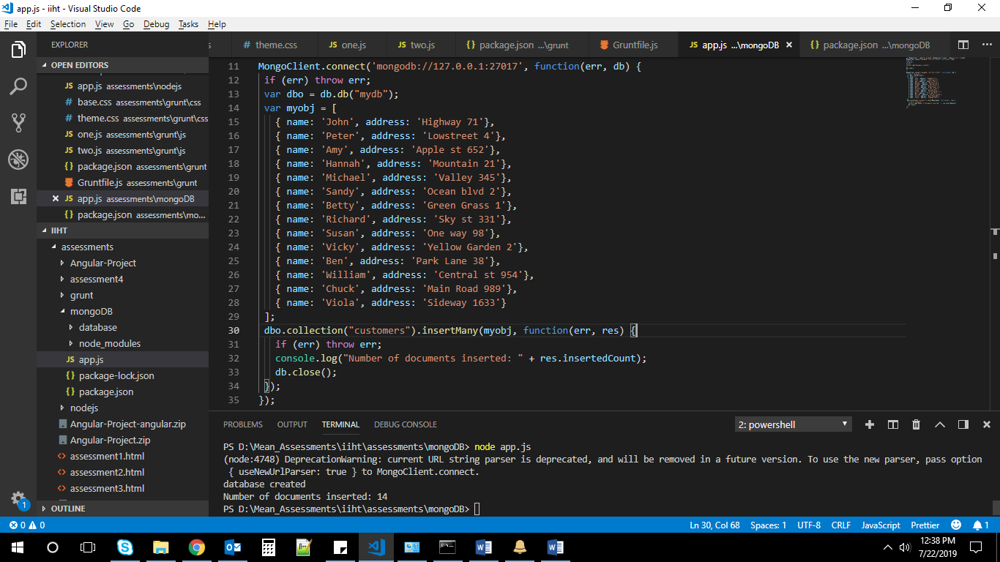 app.js - iiht - Visual Studio Code
File Edit Selection View Go Debug Tasks Help
EXPLORER
# theme.css
JS one.js
JS two.js
{} package.json ...\grunt
Gruntfile.js
JS app.js ...\mongoDB ×
{} package.json ...\mongoDB
OPEN EDITORS
JS app.js assessments\nodejs
# base.css assessments\grunt\css
# theme.css assessments\grunt\css
JS one.js assessments\grunt\js
JS two.js assessments\grunt\js
{} package.json assessments\grunt
Gruntfile.js assessments\grunt
× JS app.js assessments\mongoDB
{} package.json assessments\mo...
IIHT
assessments
Angular-Project
assessment4
grunt
mongoDB
database
node_modules
JS app.js
{} package-lock.json
{} package.json
nodejs
Angular-Project-angular.zip
Angular-Project.zip
<> assessment1.html
<> assessment2.html
<> assessment3.html
OUTLINE
11 MongoClient.connect('mongodb://127.0.0.1:27017', function(err, db) {
12 if (err) throw err;
13 var dbo = db.db("mydb");
14 var myobj = [
15 { name: 'John', address: 'Highway 71'},
16 { name: 'Peter', address: 'Lowstreet 4'},
17 { name: 'Amy', address: 'Apple st 652'},
18 { name: 'Hannah', address: 'Mountain 21'},
19 { name: 'Michael', address: 'Valley 345'},
20 { name: 'Sandy', address: 'Ocean blvd 2'},
21 { name: 'Betty', address: 'Green Grass 1'},
22 { name: 'Richard', address: 'Sky st 331'},
23 { name: 'Susan', address: 'One way 98'},
24 { name: 'Vicky', address: 'Yellow Garden 2'},
25 { name: 'Ben', address: 'Park Lane 38'},
26 { name: 'William', address: 'Central st 954'},
27 { name: 'Chuck', address: 'Main Road 989'},
28 { name: 'Viola', address: 'Sideway 1633'}
29 ];
30 dbo.collection("customers").insertMany(myobj, function(err, res) {
31 if (err) throw err;
32 console.log("Number of documents inserted: " + res.insertedCount);
33 db.close();
34 });
35 });
PROBLEMS OUTPUT TERMINAL DEBUG CONSOLE
2: powershell
PS D:\Mean_Assessments\iiht\assessments\mongoDB> node app.js
(node:4748) DeprecationWarning: current URL string parser is deprecated, and will be removed in a future version. To use the new parser, pass option
{ useNewUrlParser: true } to MongoClient.connect.
database created
Number of documents inserted: 14
PS D:\Mean_Assessments\iiht\assessments\mongoDB>
1
0 0
Ln 30, Col 68 Spaces: 1 UTF-8 CRLF JavaScript Prettier 1
12:38 PM
7/22/2019